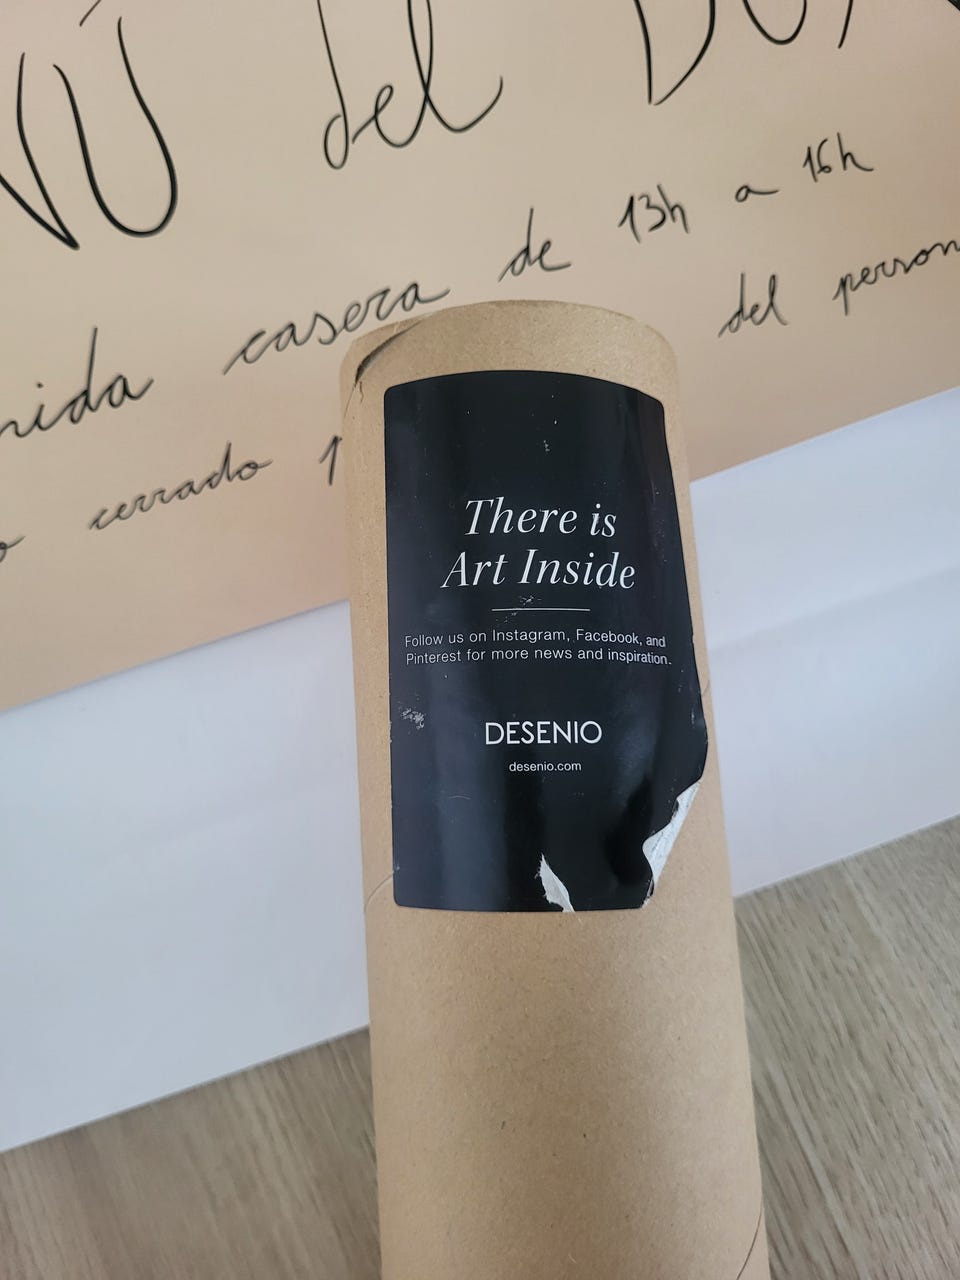 del
comida casera de 13h a 16h
cerrado
del person
There is
Art Inside
Follow us on Instagram, Facebook, and
Pinterest for more news and inspiration.
DESENIO
desenio.com